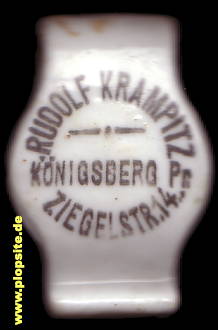 RUDOLF KRAMPITZ
KÖNIGSBERG Pr
ZIEGELSTR. 14.
www.plopsite.de